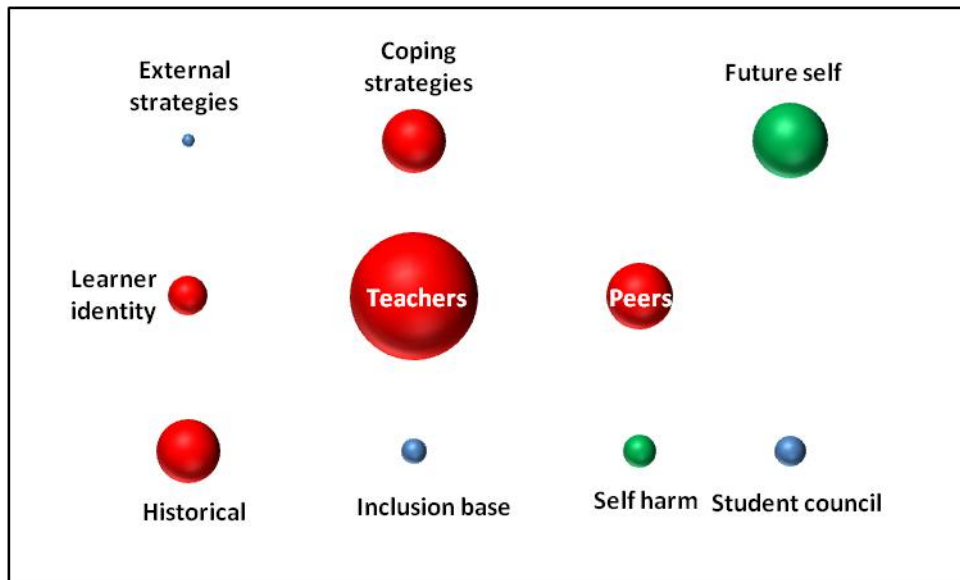 External
strategies
Coping
strategies
Future self
Learner
identity
Teachers
Peers
Historical
Inclusion base
Self harm
Student council